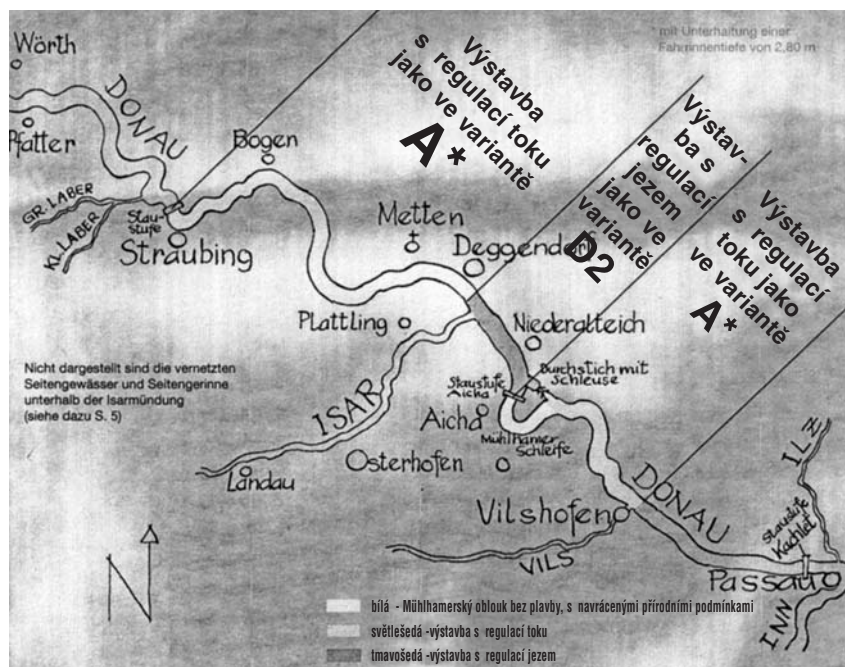 * mit Unterhaltung einer
Fahrrinnentiefe von 2,80 m
Wörth
DONAU
Pfatter
Bogen
Výstavba
s regulací toku
jako ve variantě
A*
Výstav-
ba s
regulací
jezem
jako ve
variantě
D2
Výstavba
s regulací
toku jako
ve variantě
A*
GR. LABER
KL. LABER
Stau-
stufe
Straubing
Metten
Deggendorf
Plattling
Niederalteich
Nicht dargestellt sind die vernetzten
Seitengewässer und Seitengerinne
unterhalb der Isarmündung
(siehe dazu S. 5)
ISAR
Staustufe
Aicha
Durchstich mit
Schleuse
Aicha
Mühlhamer
Schleife
Osterhofen
Landau
DONAU
ILZ
Vilshofen
Staustufe
Kachlet
VILS
Passau
INN
N
bílá - Mühlhamerský oblouk bez plavby, s navrácenými přírodními podmínkami
světlešedá -výstavba s regulací toku
tmavošedá -výstavba s regulací jezem